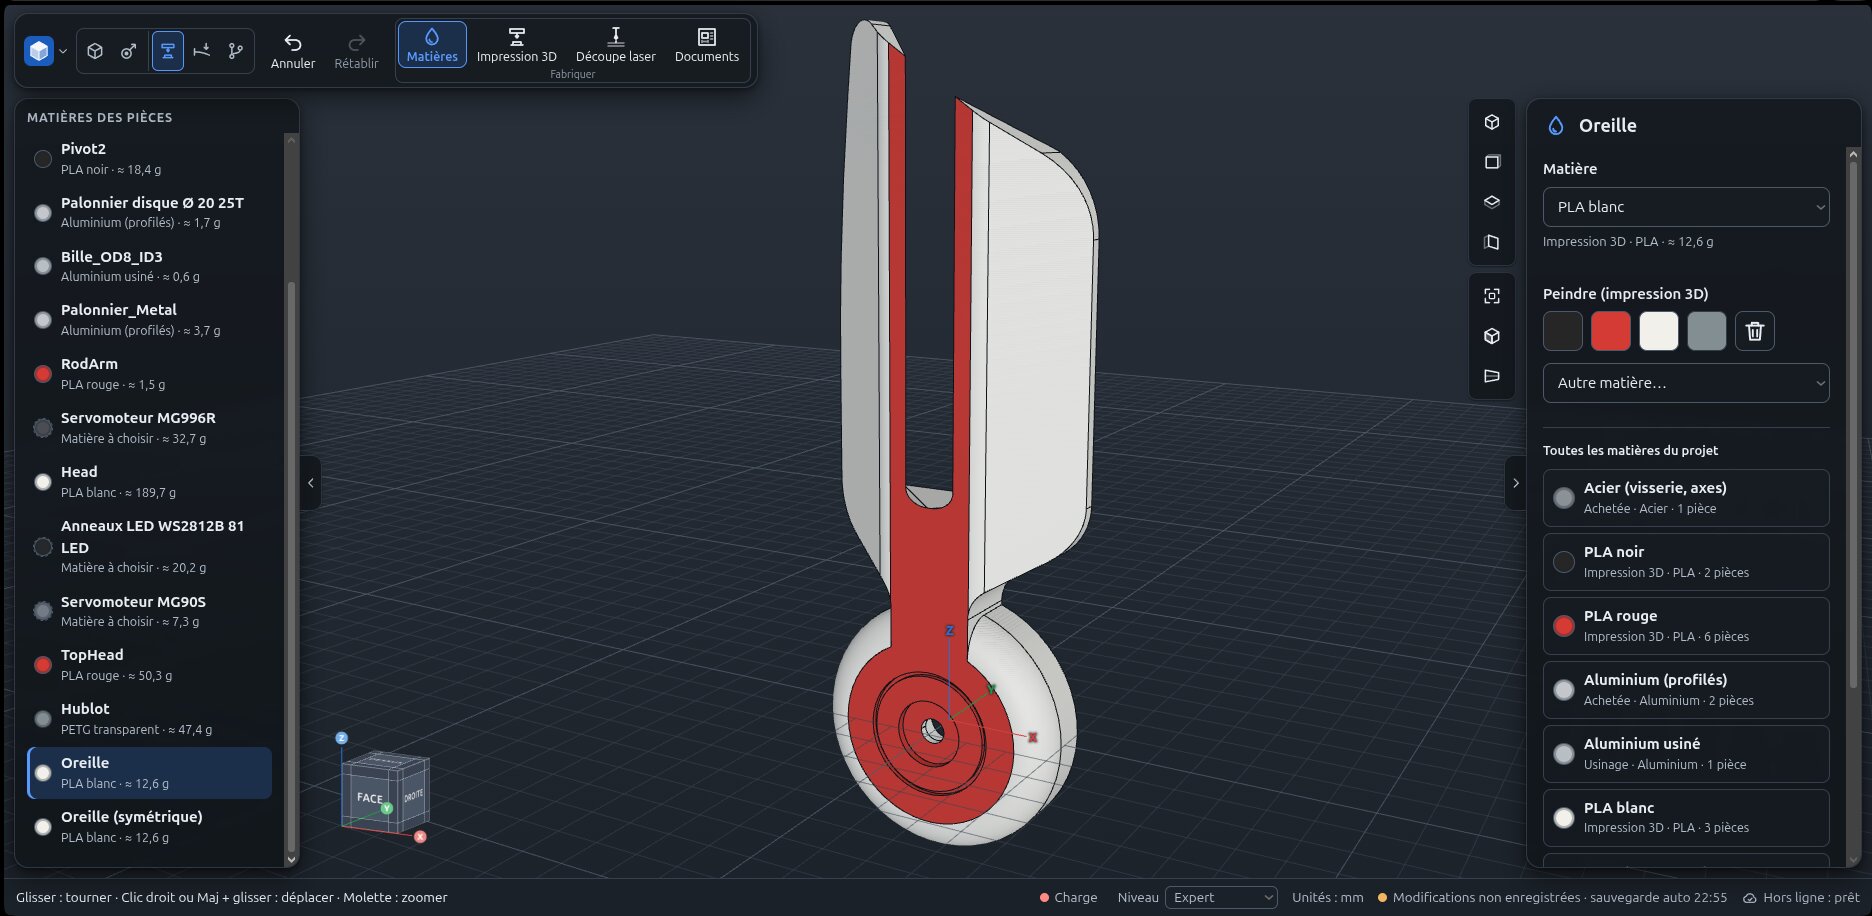 Annuler
Rétablir
Matières
Impression 3D
Découpe laser
Documents
Fabriquer
MATIÈRES DES PIÈCES
Pivot2
PLA noir · ≈ 18,4 g
Palonnier disque Ø 20 25T
Aluminium (profilés) · ≈ 1,7 g
Bille_OD8_ID3
Aluminium usiné · ≈ 0,6 g
Palonnier_Metal
Aluminium (profilés) · ≈ 3,7 g
RodArm
PLA rouge · ≈ 1,5 g
Servomoteur MG996R
Matière à choisir · ≈ 32,7 g
Head
PLA blanc · ≈ 189,7 g
Anneaux LED WS2812B 81
LED
Matière à choisir · ≈ 20,2 g
Servomoteur MG90S
Matière à choisir · ≈ 7,3 g
TopHead
PLA rouge · ≈ 50,3 g
Hublot
PETG transparent · ≈ 47,4 g
Oreille
PLA blanc · ≈ 12,6 g
Oreille (symétrique)
PLA blanc · ≈ 12,6 g
Z
Y
X
Z
FACE
DROITE
Y
X
Oreille
Matière
PLA blanc
Impression 3D · PLA · ≈ 12,6 g
Peindre (impression 3D)
Autre matière…
Toutes les matières du projet
Acier (visserie, axes)
Achetée · Acier · 1 pièce
PLA noir
Impression 3D · PLA · 2 pièces
PLA rouge
Impression 3D · PLA · 6 pièces
Aluminium (profilés)
Achetée · Aluminium · 2 pièces
Aluminium usiné
Usinage · Aluminium · 1 pièce
PLA blanc
Impression 3D · PLA · 3 pièces
Glisser : tourner · Clic droit ou Maj + glisser : déplacer · Molette : zoomer
Charge
Niveau
Expert
Unités : mm
Modifications non enregistrées · sauvegarde auto 22:55
Hors ligne : prêt